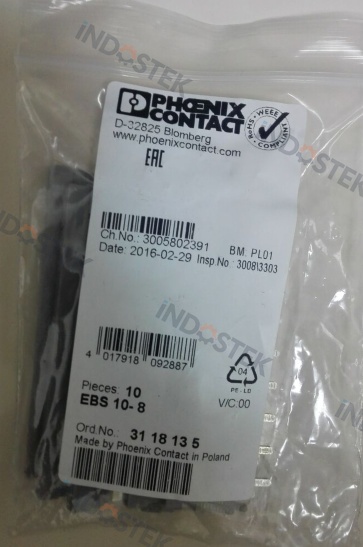 INDOSTEK
PHOENIX
CONTACT
RoHS WEEE COMPLIANT
D-32825 Blomberg
www.phoenixcontact.com
EAC
Ch.No.: 3005802391
BM: PL01
Date: 2016-02-29
Insp No.: 300813303
4 017918 092887
04
PE-LD
Pieces: 10
V/C:00
EBS 10- 8
Ord.No.: 31 18 13 5
Made by Phoenix Contact in Poland